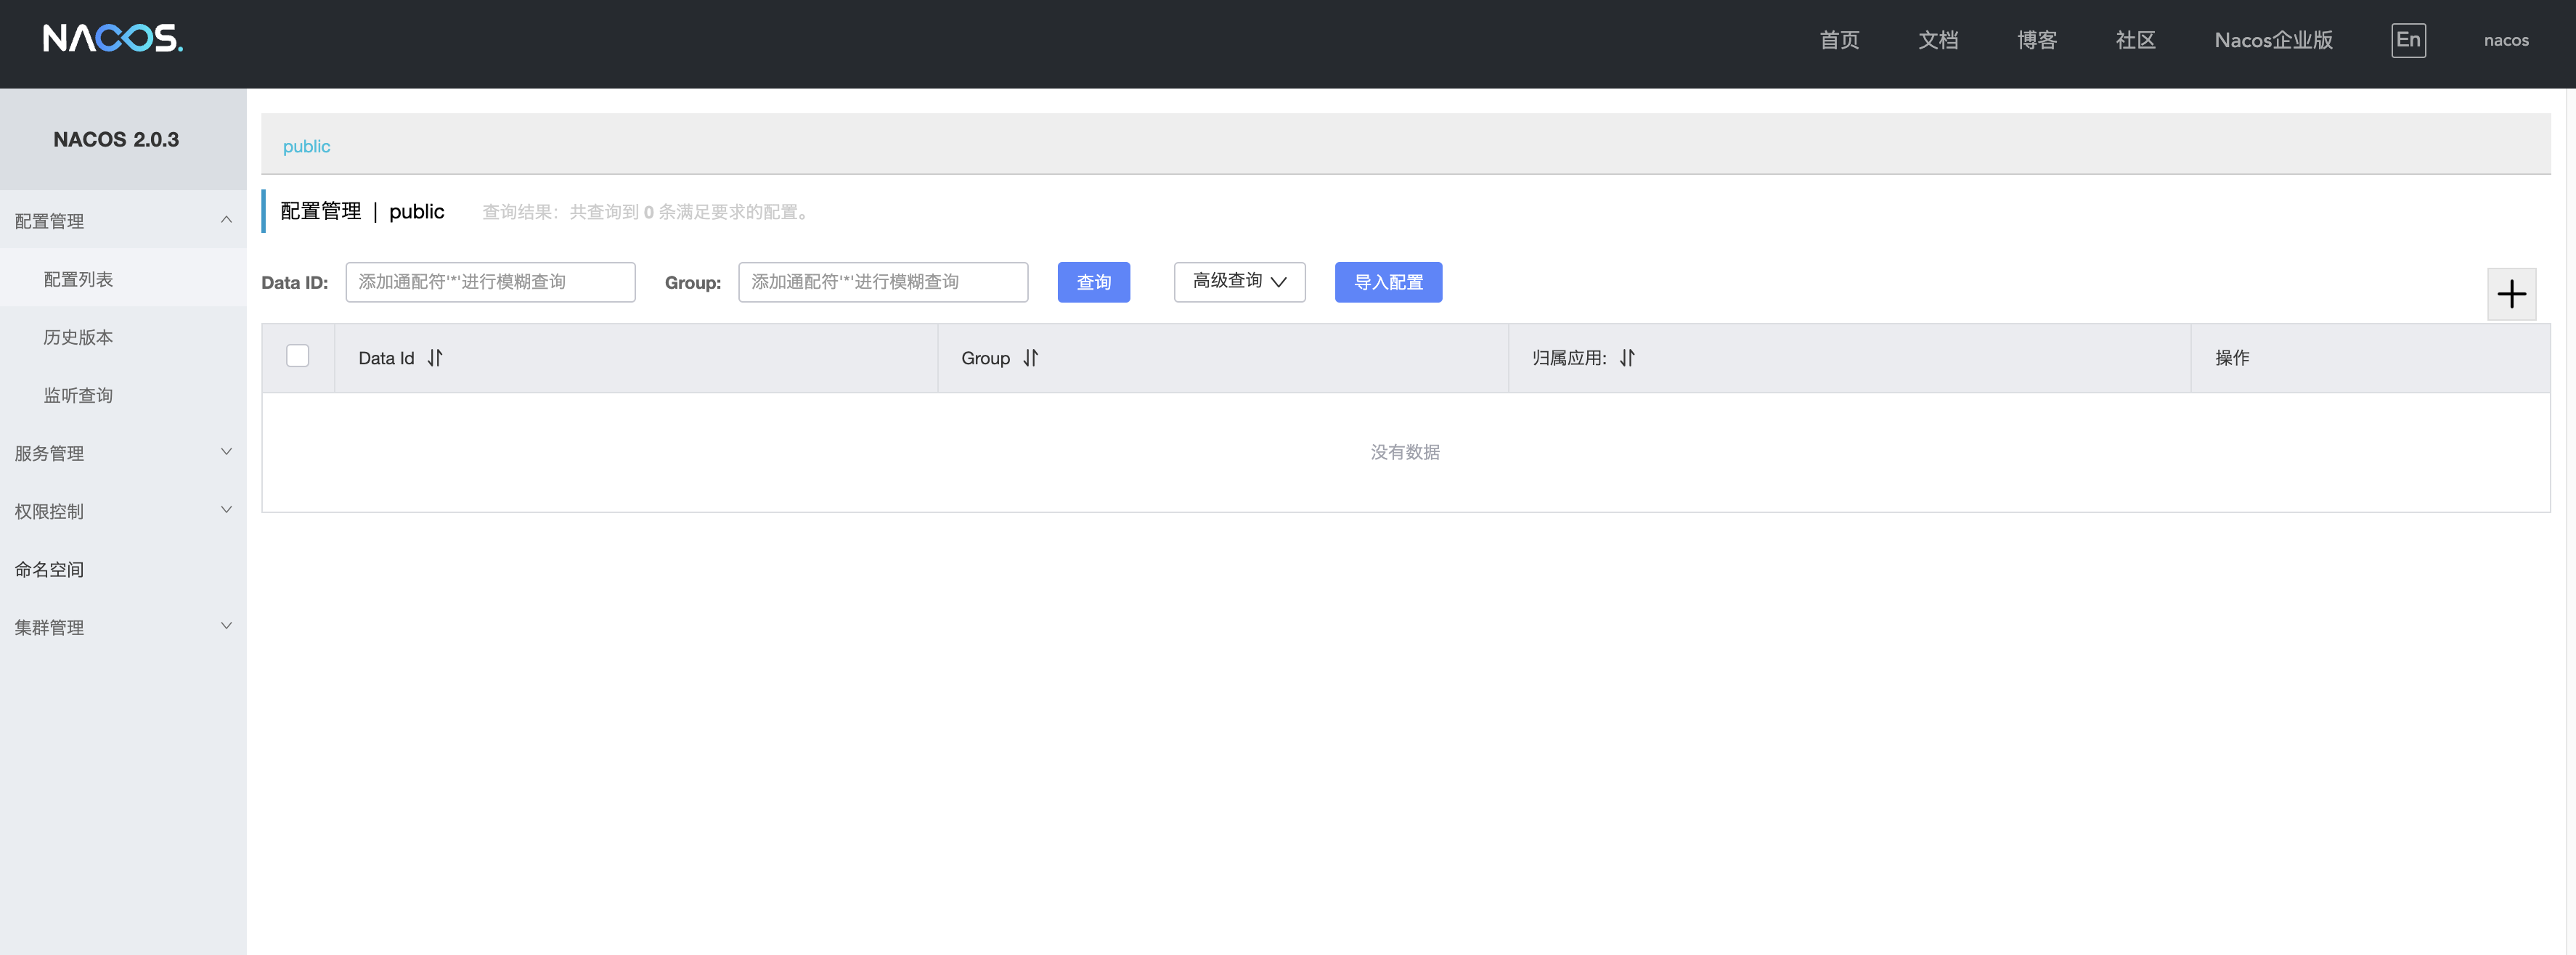 NACOS. 首页 文档 博客 社区 Nacos企业版 En nacos
NACOS 2.0.3
public
配置管理 | public 查询结果：共查询到 0 条满足要求的配置。
配置管理
配置列表
历史版本
监听查询
服务管理
权限控制
命名空间
集群管理
Data ID: 添加通配符'*'进行模糊查询 Group: 添加通配符'*'进行模糊查询 查询 高级查询 导入配置
Data Id Group 归属应用: 操作
没有数据